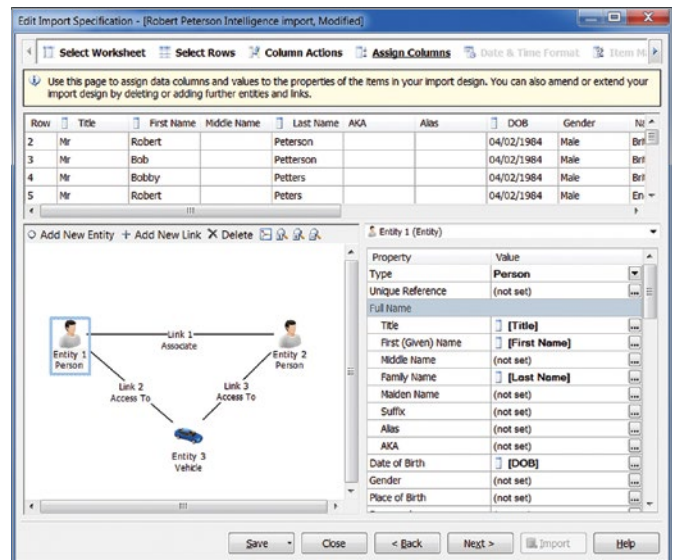 Edit Import Specification - [Robert Peterson Intelligence import, Modified]
Select Worksheet Select Rows Column Actions Assign Columns Date & Time Format Item M
Use this page to assign data columns and values to the properties of the items in your import design. You can also amend or extend your
import design by deleting or adding further entities and links.
Row Title First Name Middle Name Last Name AKA Alias DOB Gender Na
2 Mr Robert Peterson 04/02/1984 Male Brit
3 Mr Bob Petterson 04/02/1984 Male Brit
4 Mr Bobby Petters 04/02/1984 Male Brit
5 Mr Robert Peters 04/02/1984 Male En
Add New Entity Add New Link Delete
Entity 1 (Entity)
Property Value
Type Person
Unique Reference (not set)
Full Name
Title [Title]
First (Given) Name [First Name]
Middle Name (not set)
Family Name [Last Name]
Maiden Name (not set)
Suffix (not set)
Alias (not set)
AKA (not set)
Date of Birth [DOB]
Gender (not set)
Place of Birth (not set)
Link 1
Associate
Entity 1
Person
Entity 2
Person
Link 2
Access To
Link 3
Access To
Entity 3
Vehicle
Save Close < Back Next > Import Help